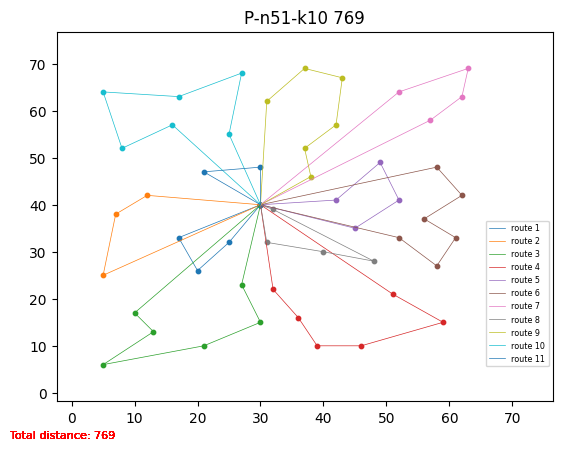 P-n51-k10 769
70
60
50
40
30
20
10
0
0 10 20 30 40 50 60 70
route 1
route 2
route 3
route 4
route 5
route 6
route 7
route 8
route 9
route 10
route 11
Total distance: 769